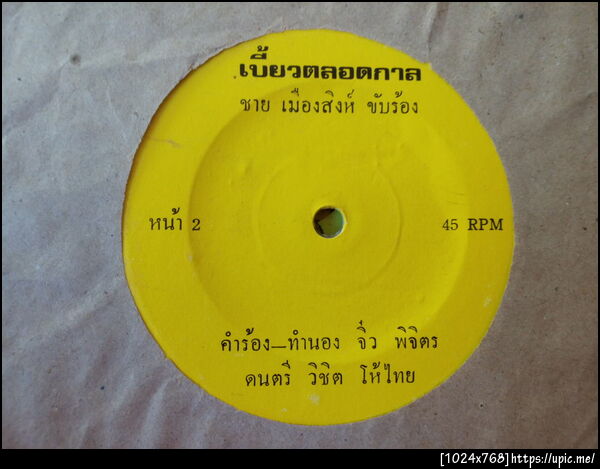 เบี้ยวตลอดกาล
ชาย เมืองสิงห์ ขับร้อง
หน้า 2
45 RPM
คำร้อง—ทำนอง จิ๋ว พิจิตร
ดนตรี วิชิต โห้ไทย
[1024x768]https://upic.me/